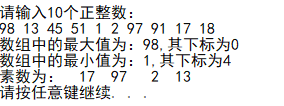 请输入10个正整数：
98 13 45 51 1 2 97 91 17 18
数组中的最大值为：98,其下标为0
数组中的最小值为：1,其下标为4
素数为：   17   97    2   13
请按任意键继续. . .